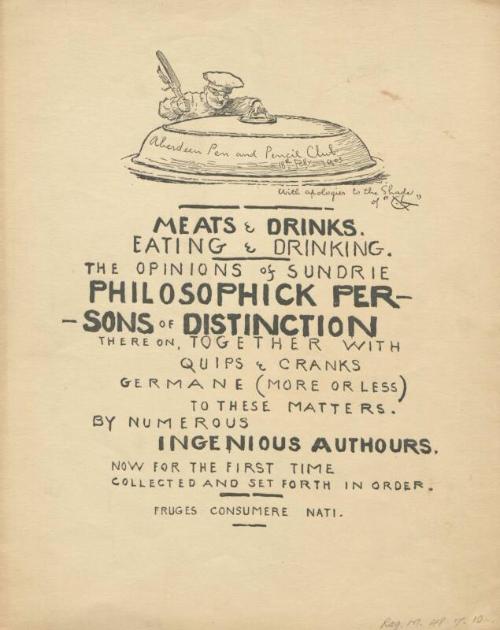 Aberdeen Pen and Pencil Club
18th Feby 1905
with apologies to the Shade
of "
MEATS & DRINKS.
EATING & DRINKING.
THE OPINIONS of SUNDRIE
PHILOSOPHICK PER-
-SONS OF DISTINCTION
THERE ON, TOGETHER WITH
QUIPS & CRANKS
GERMANE (MORE OR LESS)
TO THESE MATTERS.
BY NUMEROUS
INGENIOUS AUTHOURS.
NOW FOR THE FIRST TIME
COLLECTED AND SET FORTH IN ORDER.
FRUGES CONSUMERE NATI.
Reg. M.